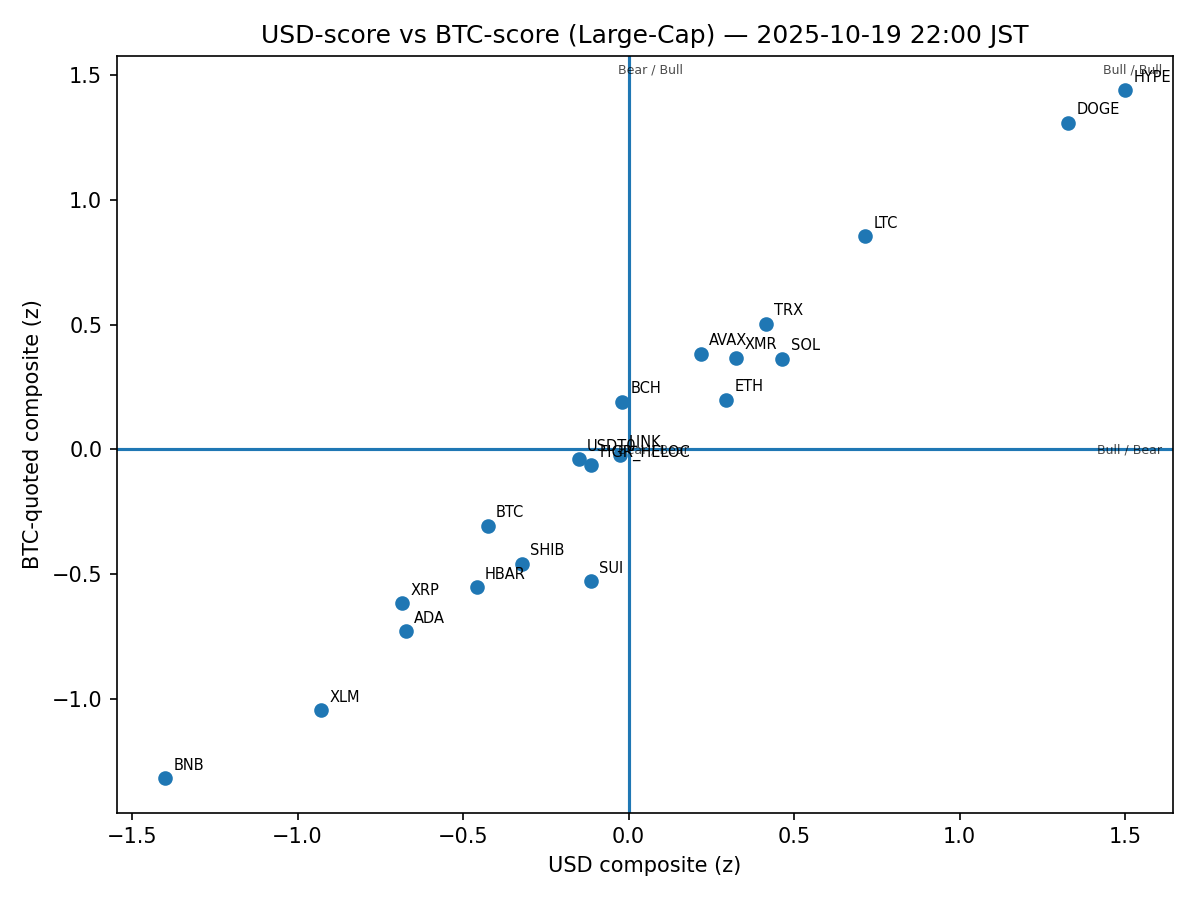 USD-score vs BTC-score (Large-Cap) — 2025-10-19 22:00 JST
Bear / Bull
Bull / Bull
HYPE
DOGE
LTC
TRX
AVAX
XMR
SOL
ETH
BCH
LINK
USDT0
FIGR_HELOC
Bull / Bear
BTC
SHIB
SUI
HBAR
XRP
ADA
XLM
BNB
1.5
1.0
0.5
0.0
−0.5
−1.0
BTC-quoted composite (z)
−1.5
−1.0
−0.5
0.0
0.5
1.0
1.5
USD composite (z)